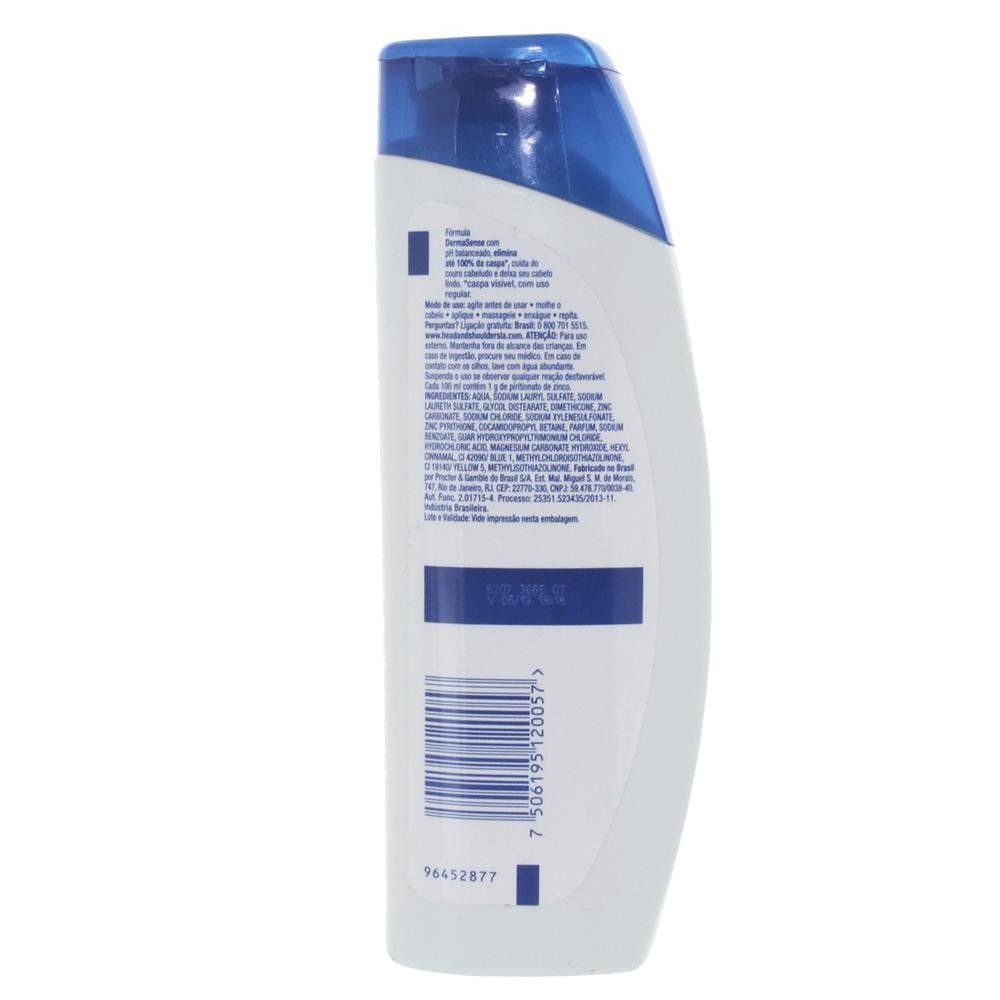 Fórmula
DermaSense com
pH balanceado, elimina
até 100% da caspa*, cuida do
couro cabeludo e deixa seu cabelo
lindo. *caspa visível, com uso
regular.
Modo de uso: agite antes de usar • molhe o
cabelo • aplique • massageie • enxágue • repita.
Perguntas? Ligação gratuita: Brasil: 0 800 701 5515.
www.headandshouldersla.com. ATENÇÃO: Para uso
externo. Mantenha fora do alcance das crianças. Em
caso de ingestão, procure seu médico. Em caso de
contato com os olhos, lave com água abundante.
Suspenda o uso se observar qualquer reação desfavorável.
Cada 100 ml contém 1 g de piritionato de zinco.
INGREDIENTES: AQUA, SODIUM LAURYL SULFATE, SODIUM
LAURETH SULFATE, GLYCOL DISTEARATE, DIMETHICONE, ZINC
CARBONATE, SODIUM CHLORIDE, SODIUM XYLENESULFONATE,
ZINC PYRITHIONE, COCAMIDOPROPYL BETAINE, PARFUM, SODIUM
BENZOATE, GUAR HYDROXYPROPYLTRIMONIUM CHLORIDE,
HYDROCHLORIC ACID, MAGNESIUM CARBONATE HYDROXIDE, HEXYL
CINNAMAL, CI 42090/ BLUE 1, METHYLCHLOROISOTHIAZOLINONE,
CI 19140/ YELLOW 5, METHYLISOTHIAZOLINONE. Fabricado no Brasil
por Procter & Gamble do Brasil S/A. Est. Mal. Miguel S. M. de Morais,
747, Rio de Janeiro, RJ. CEP: 22770-330, CNPJ: 59.476.770/0038-40.
Aut. Func. 2.01715-4. Processo: 25351.523435/2013-11.
Indústria Brasileira.
Lote e Validade: Vide impressão nesta embalagem.
6207 3666 07
V 06/19 18:18
7 506195 120057 >
96452877